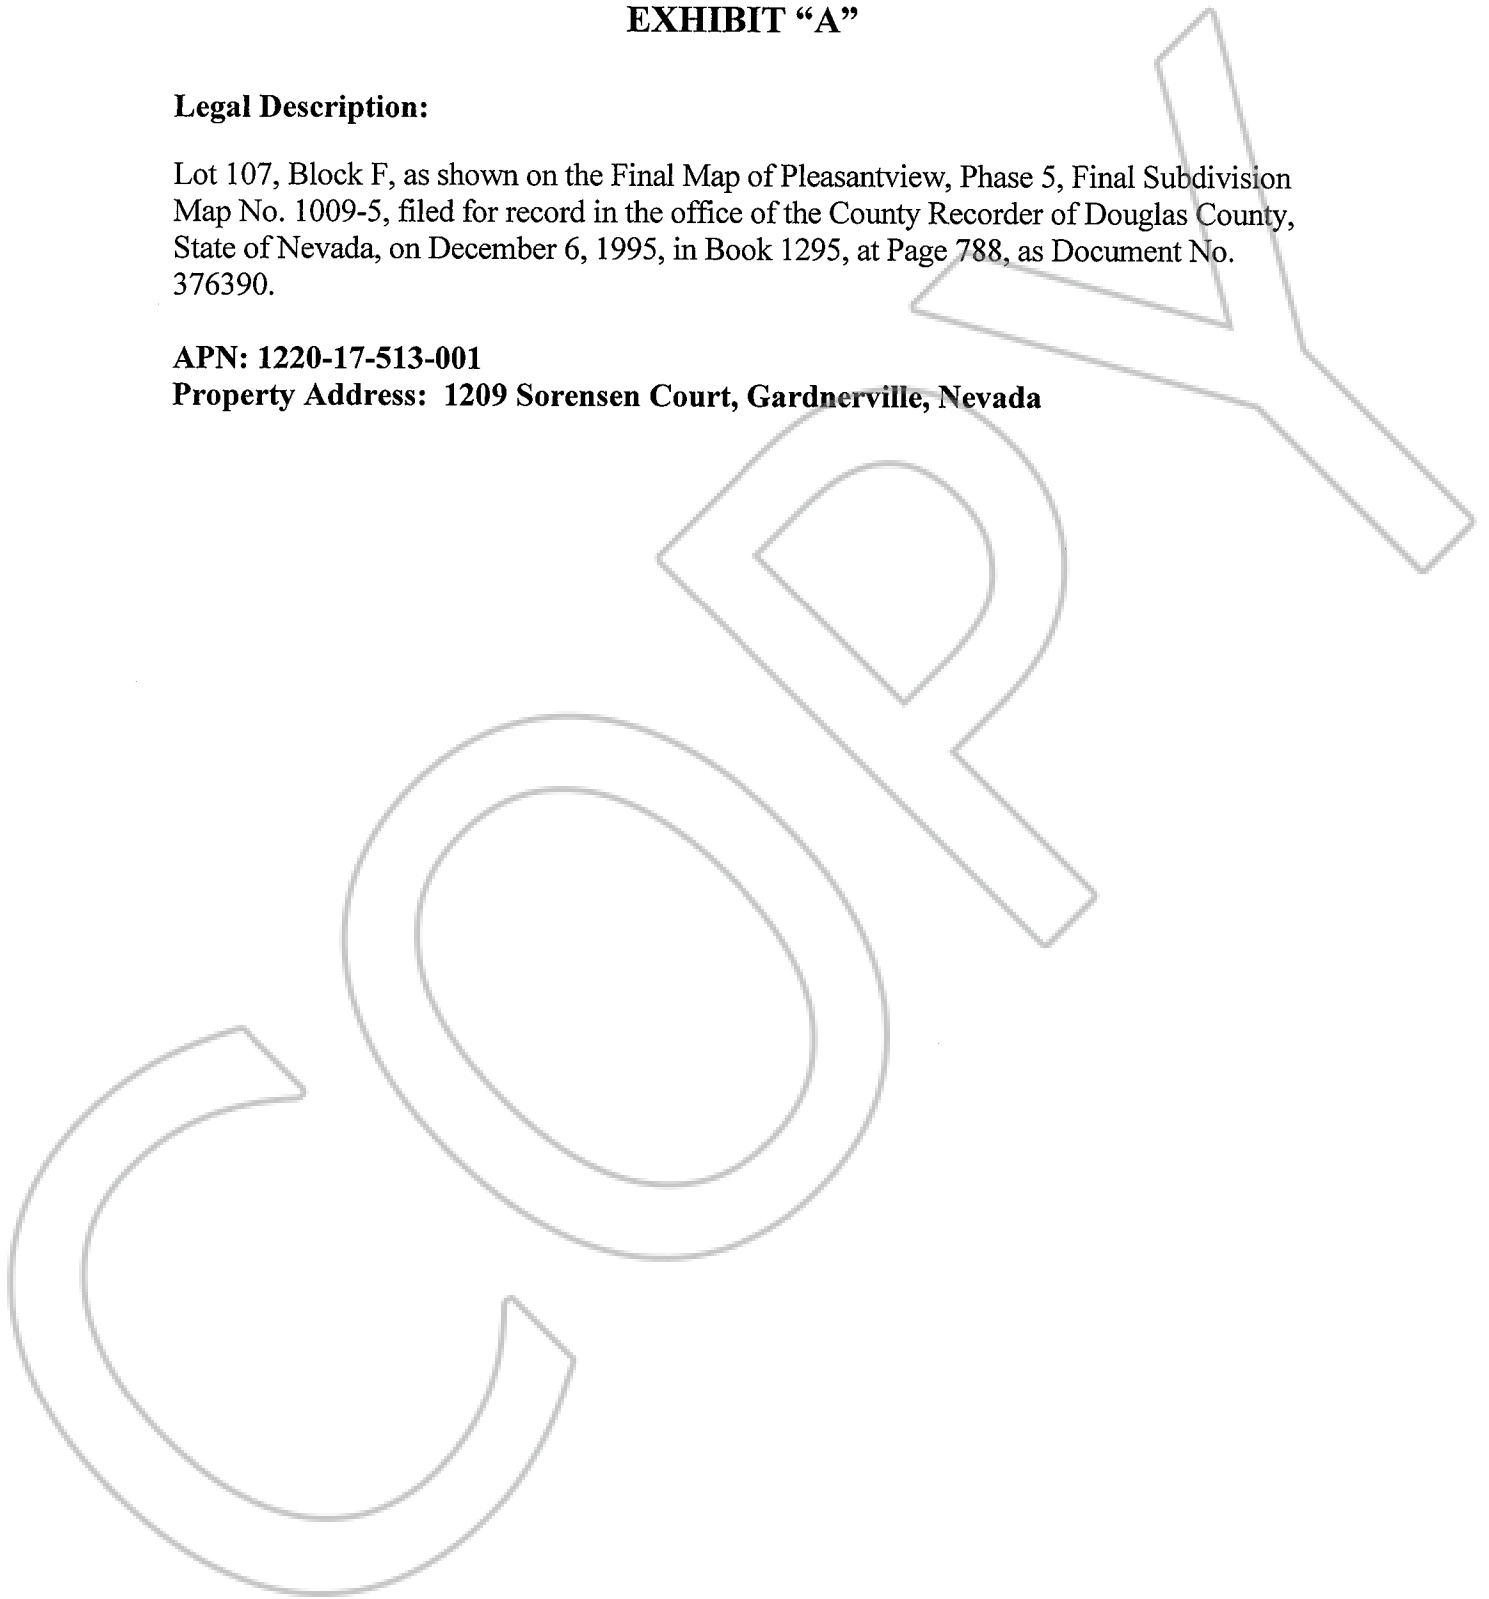 EXHIBIT “A”
Legal Description:
Lot 107, Block F, as shown on the Final Map of Pleasantview, Phase 5, Final Subdivision
Map No. 1009-5, filed for record in the office of the County Recorder of Douglas County,
State of Nevada, on December 6, 1995, in Book 1295, at Page 788, as Document No.
376390.
APN: 1220-17-513-001
Property Address:  1209 Sorensen Court, Gardnerville, Nevada
COPY